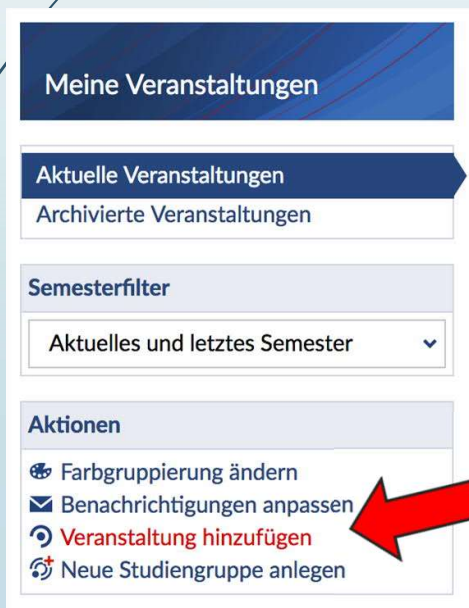 Meine Veranstaltungen
Aktuelle Veranstaltungen
Archivierte Veranstaltungen
Semesterfilter
Aktuelles und letztes Semester
Aktionen
Farbgruppierung ändern
Benachrichtigungen anpassen
Veranstaltung hinzufügen
Neue Studiengruppe anlegen